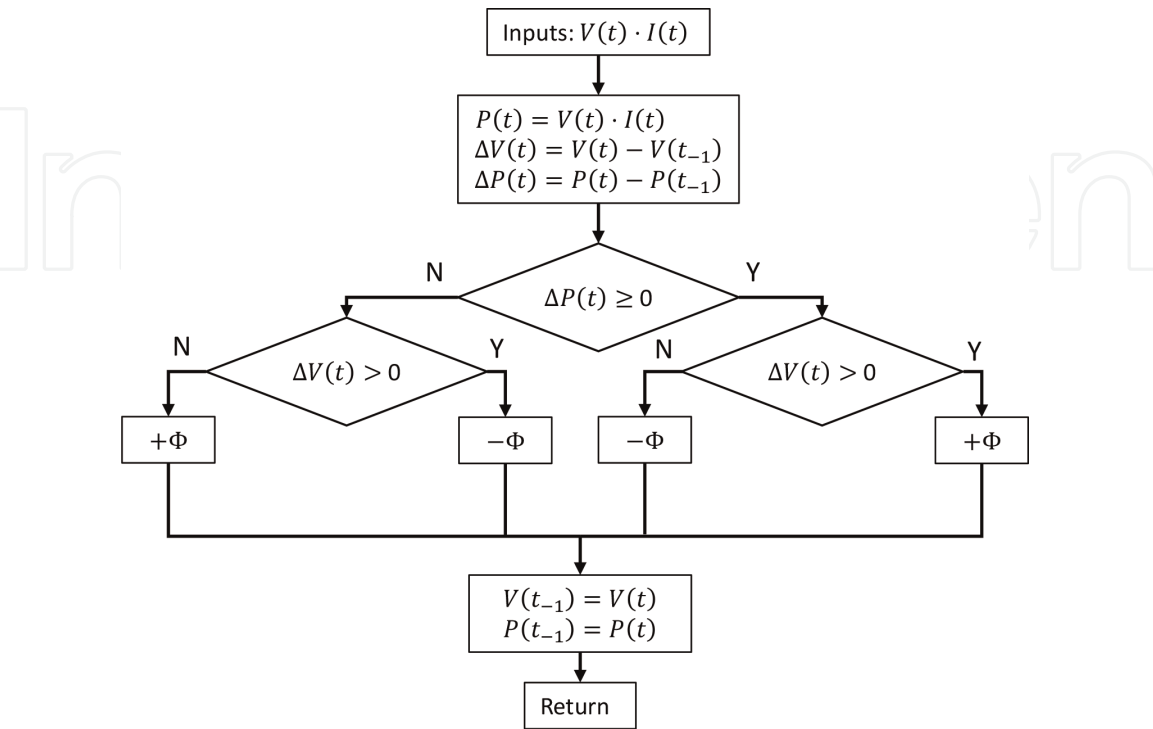 Inputs: V(t) · I(t)
P(t) = V(t) · I(t)
ΔV(t) = V(t) − V(t₋₁)
ΔP(t) = P(t) − P(t₋₁)
N
Y
ΔP(t) ≥ 0
N
Y
N
Y
ΔV(t) > 0
ΔV(t) > 0
+Φ
−Φ
−Φ
+Φ
V(t₋₁) = V(t)
P(t₋₁) = P(t)
Return